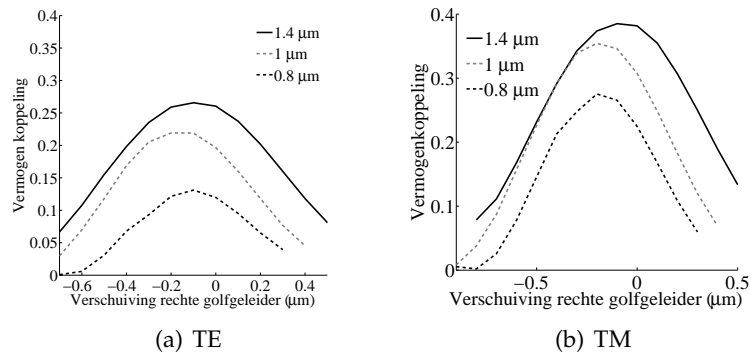 0.4
0.35
0.3
0.25
0.2
0.15
0.1
0.05
0
Vermogen koppeling
1.4 μm
1 μm
0.8 μm
−0.6 −0.4 −0.2 0 0.2 0.4
Verschuiving rechte golfgeleider (μm)
(a) TE
0.4
0.3
0.2
0.1
0
Vermogenkoppeling
1.4 μm
1 μm
0.8 μm
−0.5 0 0.5
Verschuiving rechte golfgeleider (μm)
(b) TM